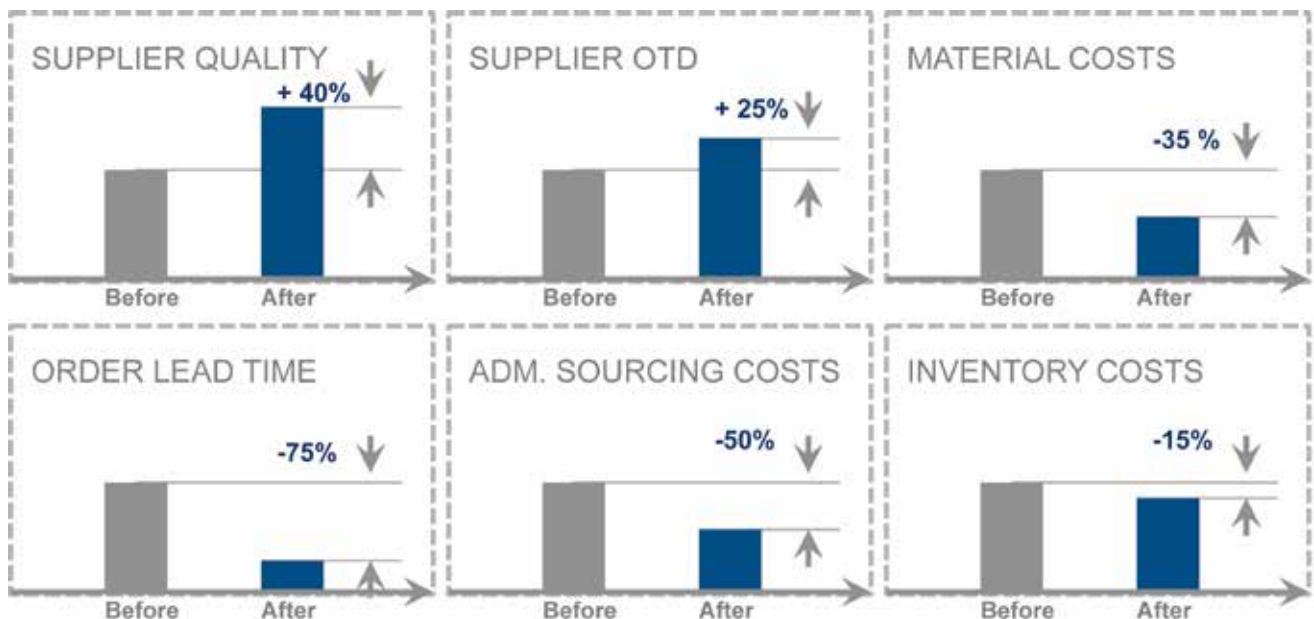 SUPPLIER QUALITY
+ 40%
Before After
SUPPLIER OTD
+ 25%
Before After
MATERIAL COSTS
-35 %
Before After
ORDER LEAD TIME
-75%
Before After
ADM. SOURCING COSTS
-50%
Before After
INVENTORY COSTS
-15%
Before After